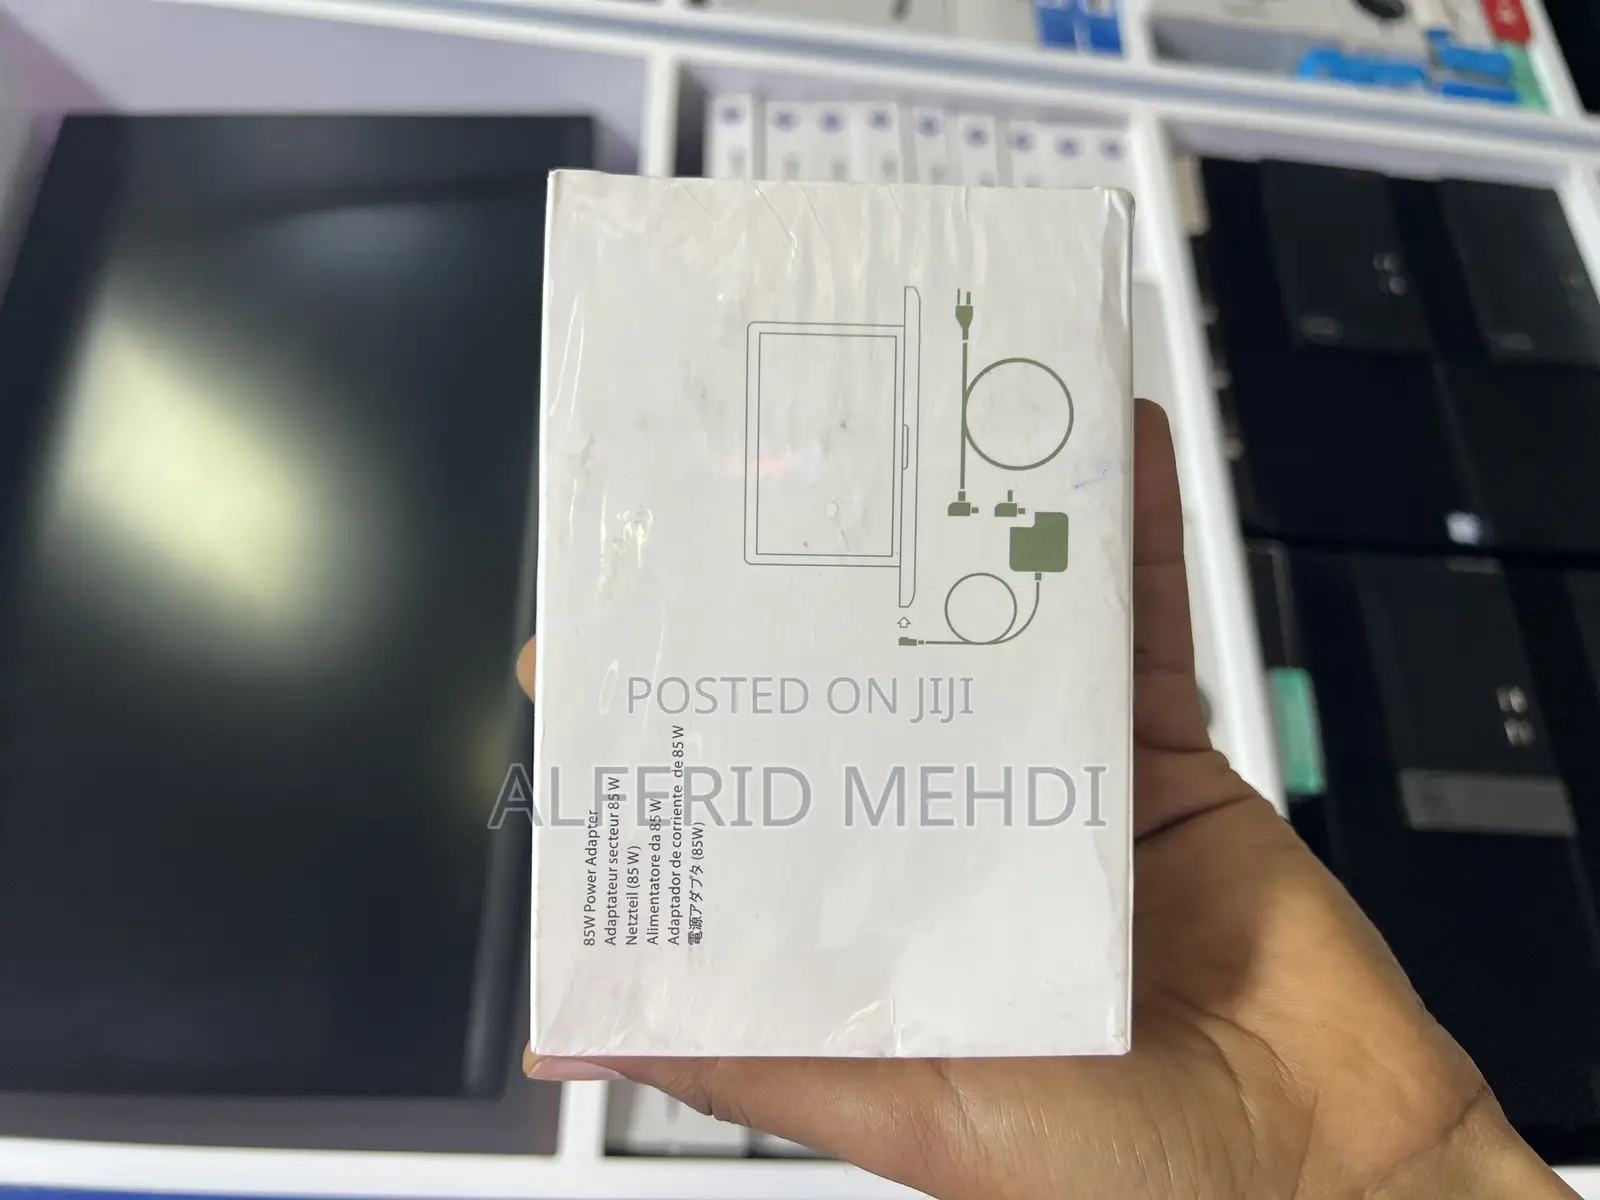 POSTED ON JIJI
ALFERID MEHDI
85W Power Adapter
Adaptateur secteur 85 W
Netzteil (85 W)
Alimentatore da 85 W
Adaptador de corriente de 85 W
電源アダプタ (85W)